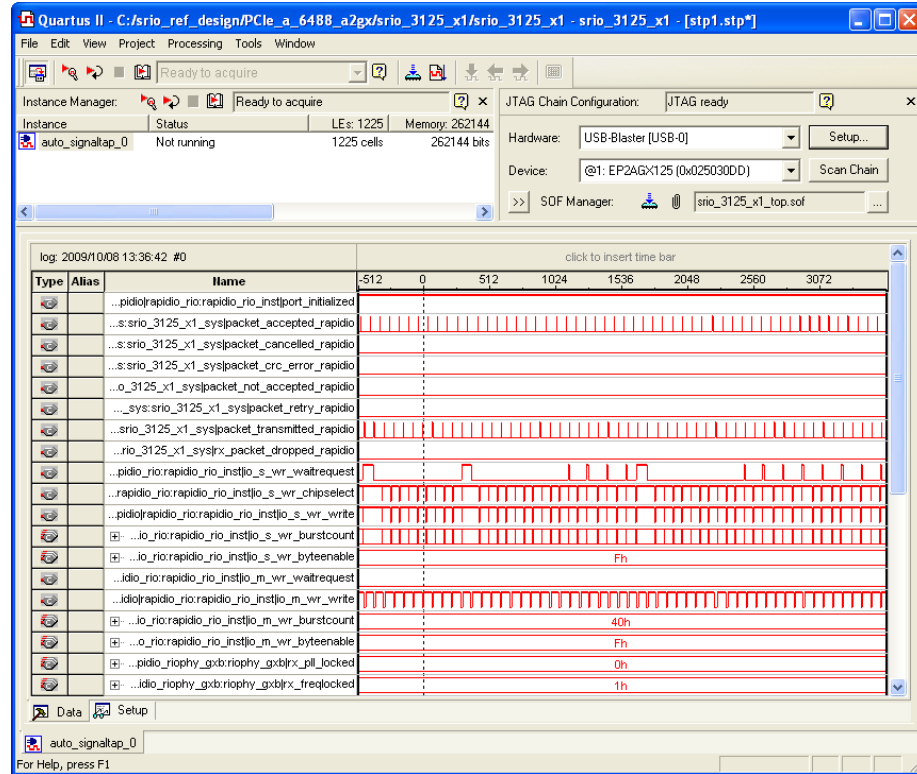 Quartus II - C:/srio_ref_design/PCIe_a_6488_a2gx/srio_3125_x1/srio_3125_x1 - srio_3125_x1 - [stp1.stp*]
File Edit View Project Processing Tools Window
Ready to acquire
Instance Manager: Ready to acquire
JTAG Chain Configuration: JTAG ready
Instance Status LEs: 1225 Memory: 262144
auto_signaltap_0 Not running 1225 cells 262144 bits
Hardware: USB-Blaster [USB-0] Setup...
Device: @1: EP2AGX125 (0x025030DD) Scan Chain
>> SOF Manager: srio_3125_x1_top.sof ...
log: 2009/10/08 13:36:42 #0 click to insert time bar
Type Alias Name -512 0 512 1024 1536 2048 2560 3072
...pidio|rapidio_rio:rapidio_rio_inst|port_initialized
...s:srio_3125_x1_sys|packet_accepted_rapidio
...s:srio_3125_x1_sys|packet_cancelled_rapidio
...s:srio_3125_x1_sys|packet_crc_error_rapidio
...o_3125_x1_sys|packet_not_accepted_rapidio
..._sys:srio_3125_x1_sys|packet_retry_rapidio
...srio_3125_x1_sys|packet_transmitted_rapidio
...rio_3125_x1_sys|rx_packet_dropped_rapidio
...pidio_rio:rapidio_rio_inst|io_s_wr_waitrequest
...rapidio_rio:rapidio_rio_inst|io_s_wr_chipselect
...pidio|rapidio_rio:rapidio_rio_inst|io_s_wr_write
...io_rio:rapidio_rio_inst|io_s_wr_burstcount
...io_rio:rapidio_rio_inst|io_s_wr_byteenable Fh
...idio_rio:rapidio_rio_inst|io_m_wr_waitrequest
...idio|rapidio_rio:rapidio_rio_inst|io_m_wr_write
...io_rio:rapidio_rio_inst|io_m_wr_burstcount 40h
...o_rio:rapidio_rio_inst|io_m_wr_byteenable Fh
...pidio_riophy_gxb:riophy_gxb|rx_pll_locked 0h
...idio_riophy_gxb:riophy_gxb|rx_freqlocked 1h
Data Setup
auto_signaltap_0
For Help, press F1